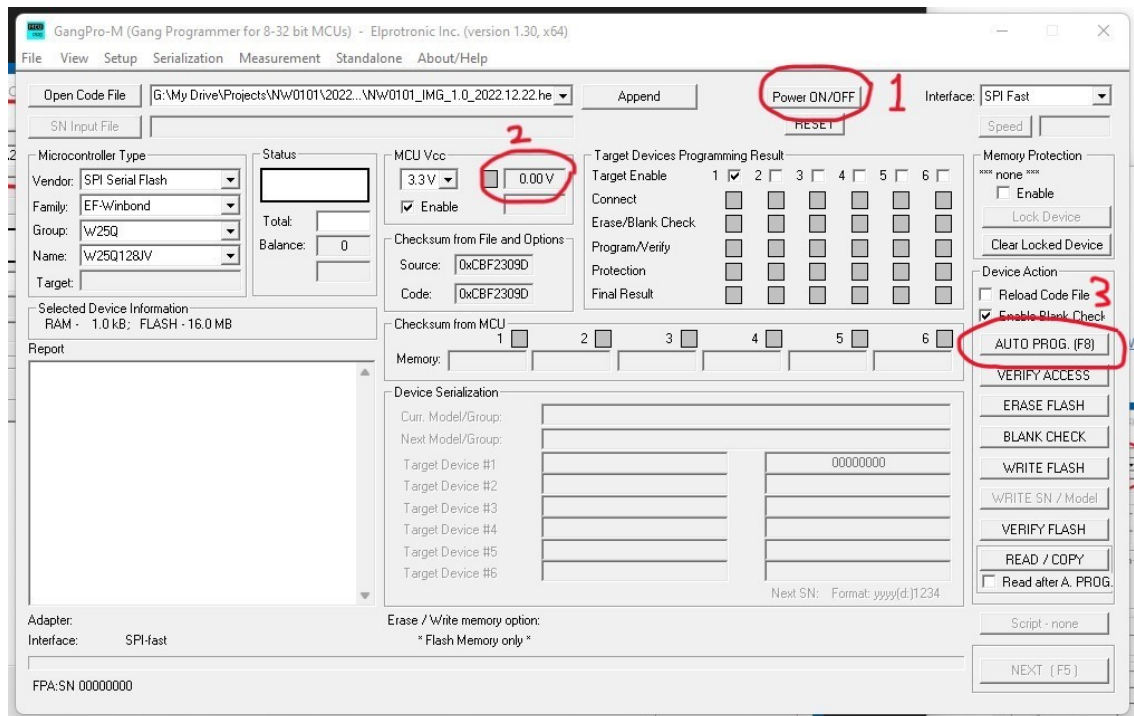 GangPro-M (Gang Programmer for 8-32 bit MCUs) - Elprotronic Inc. (version 1.30, x64)
File View Setup Serialization Measurement Standalone About/Help
Open Code File G:\My Drive\Projects\NW0101\2022...\NW0101_IMG_1.0_2022.12.22.he Append Power ON/OFF 1 Interface: SPI Fast
SN Input File RESET Speed
2
Microcontroller Type
Vendor: SPI Serial Flash
Family: EF-Winbond
Group: W25Q
Name: W25Q128JV
Target:
Status
Total:
Balance: 0
MCU Vcc
3.3 V 0.00 V
Enable
Checksum from File and Options
Source: 0xCBF2309D
Code: 0xCBF2309D
Target Devices Programming Result
Target Enable 1 2 3 4 5 6
Connect
Erase/Blank Check
Program/Verify
Protection
Final Result
Memory Protection
*** none ***
Enable
Lock Device
Clear Locked Device
Selected Device Information
RAM - 1.0 kB; FLASH - 16.0 MB
Checksum from MCU
1 2 3 4 5 6
Memory:
Report
Device Serialization
Curr. Model/Group:
Next Model/Group:
Target Device #1 00000000
Target Device #2
Target Device #3
Target Device #4
Target Device #5
Target Device #6
Next SN: Format: yyyy(d:)1234
Device Action
Reload Code File 3
Enable Blank Check
AUTO PROG. (F8)
VERIFY ACCESS
ERASE FLASH
BLANK CHECK
WRITE FLASH
WRITE SN / Model
VERIFY FLASH
READ / COPY
Read after A. PROG.
Script - none
NEXT (F5)
Adapter:
Interface: SPI-fast
Erase / Write memory option:
* Flash Memory only *
FPA:SN 00000000